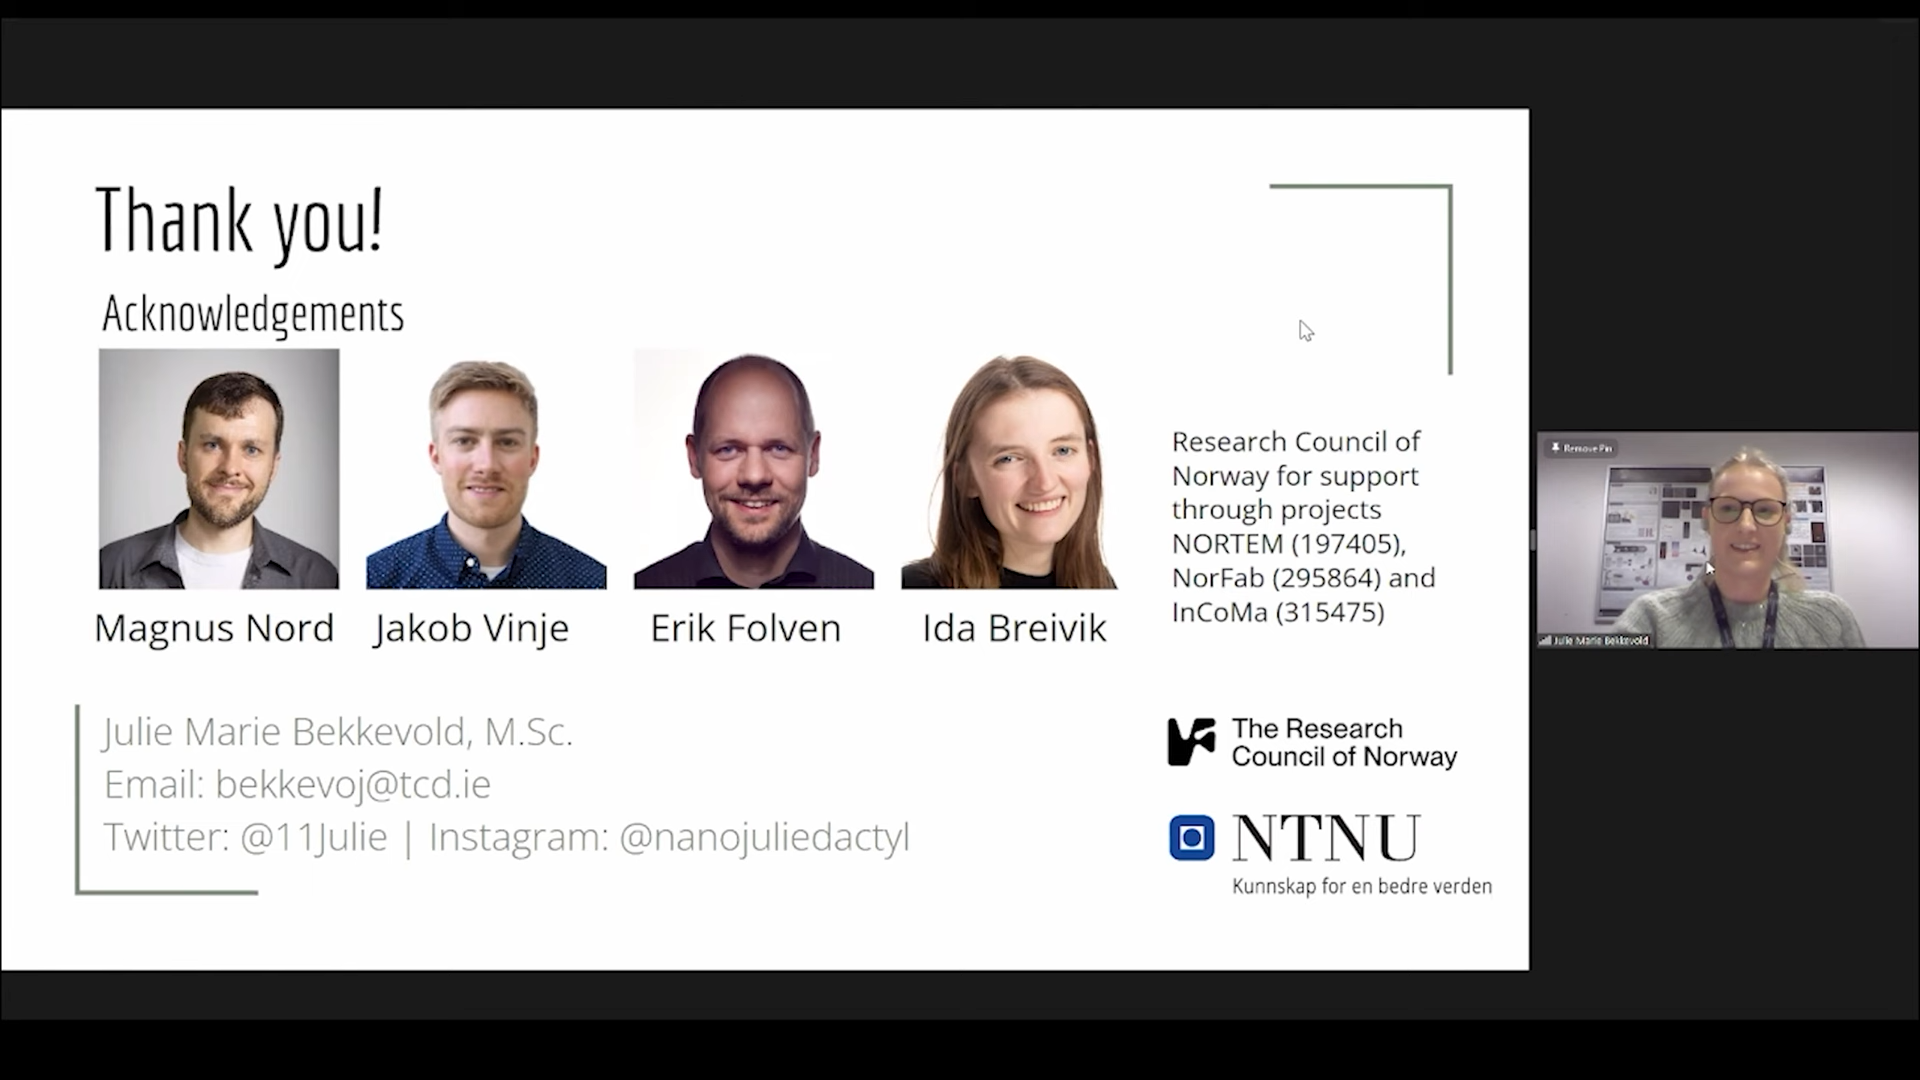 Thank you!
Acknowledgements
Magnus Nord
Jakob Vinje
Erik Folven
Ida Breivik
Research Council of
Norway for support
through projects
NORTEM (197405),
NorFab (295864) and
InCoMa (315475)
Julie Marie Bekkevold, M.Sc.
Email: bekkevoj@tcd.ie
Twitter: @11Julie | Instagram: @nanojuliedactyl
The Research
Council of Norway
NTNU
Kunnskap for en bedre verden
Remove Pin
Julie Marie Bekkevold